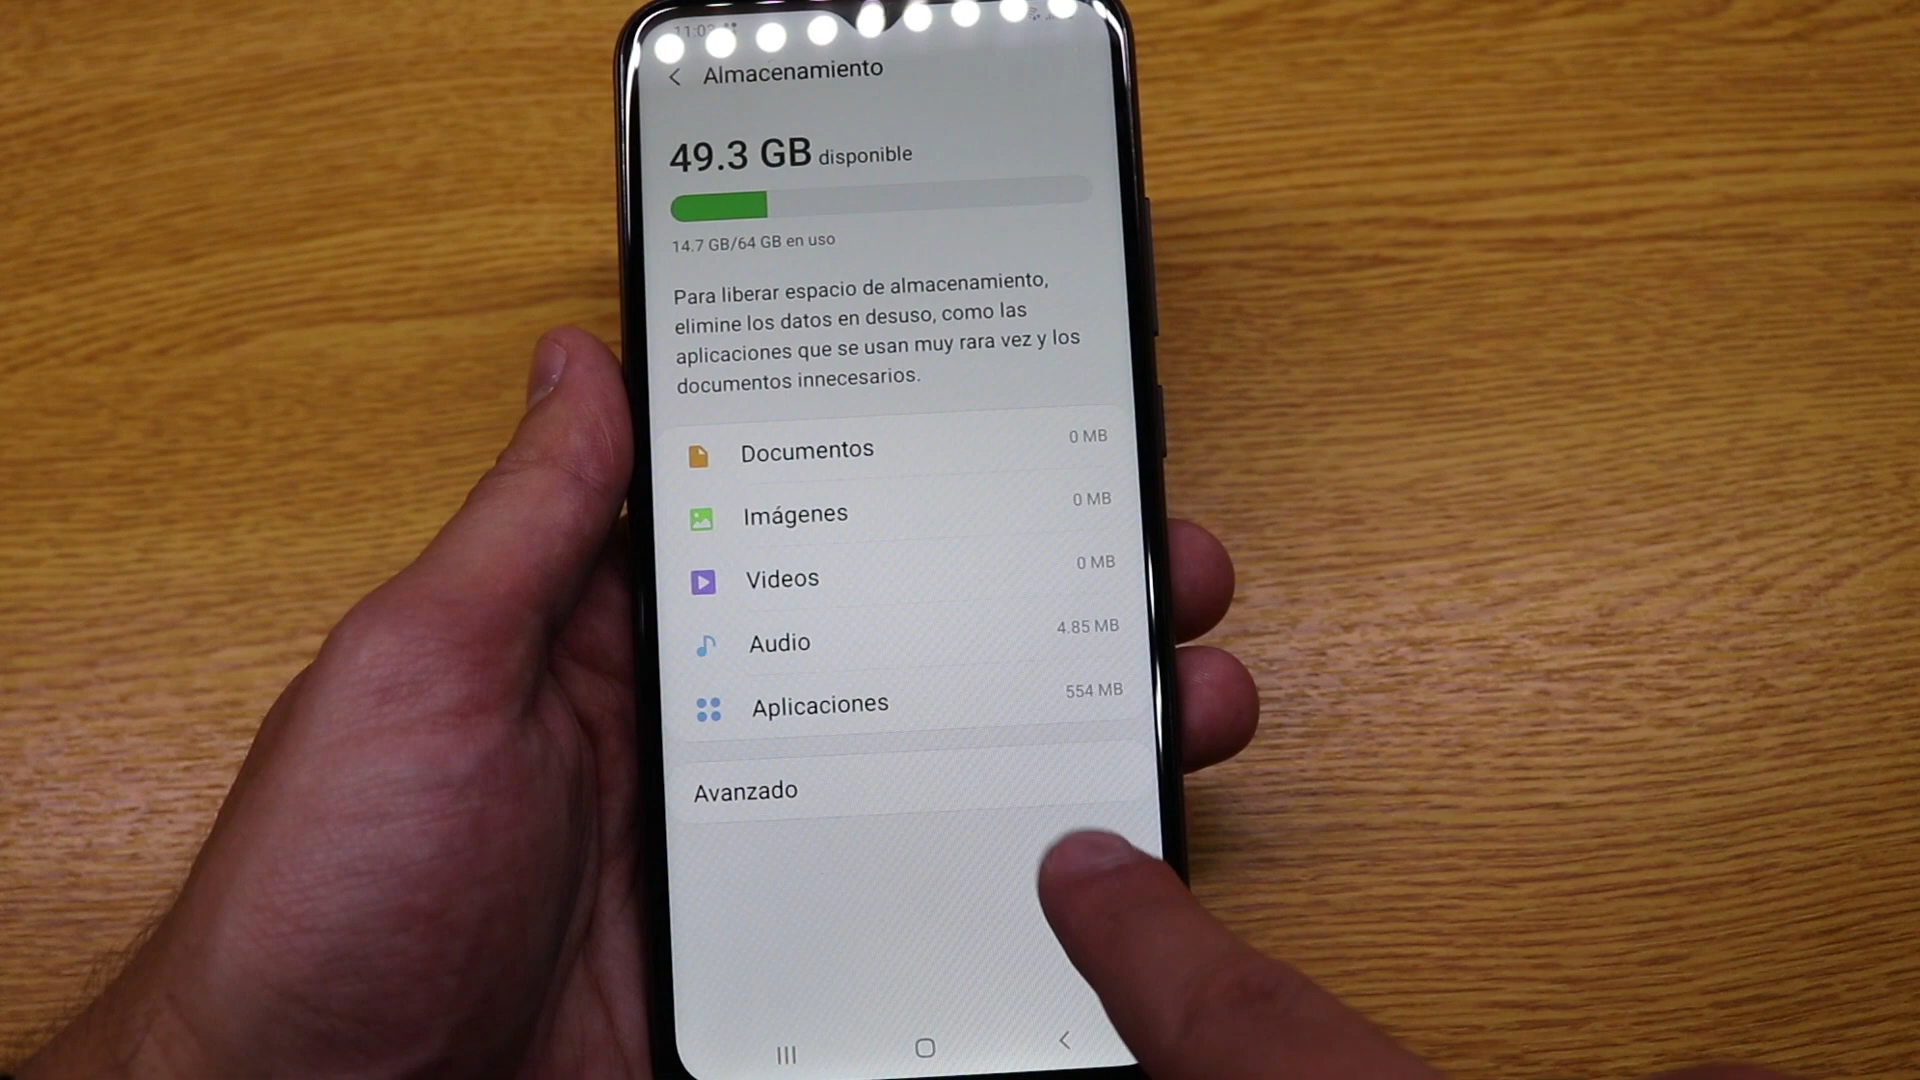 Almacenamiento
49.3 GB disponible
14.7 GB/64 GB en uso
Para liberar espacio de almacenamiento,
elimine los datos en desuso, como las
aplicaciones que se usan muy rara vez y los
documentos innecesarios.
Documentos 0 MB
Imágenes 0 MB
Videos 0 MB
Audio 4.85 MB
Aplicaciones 554 MB
Avanzado